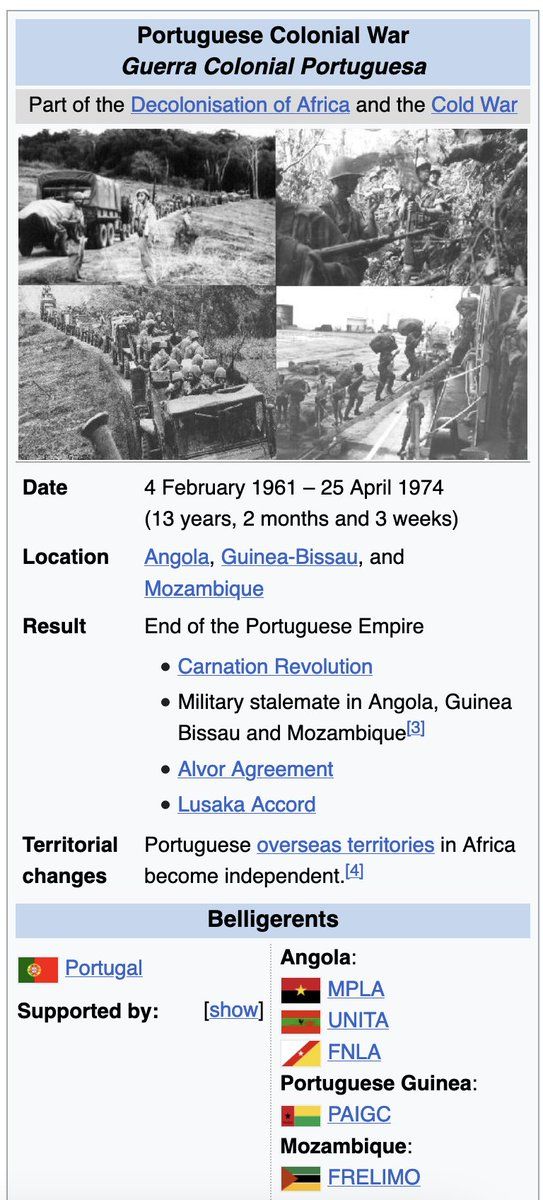 Portuguese Colonial War
Guerra Colonial Portuguesa
Part of the Decolonisation of Africa and the Cold War
Date 4 February 1961 – 25 April 1974
(13 years, 2 months and 3 weeks)
Location Angola, Guinea-Bissau, and
Mozambique
Result End of the Portuguese Empire
• Carnation Revolution
• Military stalemate in Angola, Guinea
Bissau and Mozambique[3]
• Alvor Agreement
• Lusaka Accord
Territorial Portuguese overseas territories in Africa
changes become independent.[4]
Belligerents
Portugal
Supported by: [show]
Angola:
MPLA
UNITA
FNLA
Portuguese Guinea:
PAIGC
Mozambique:
FRELIMO